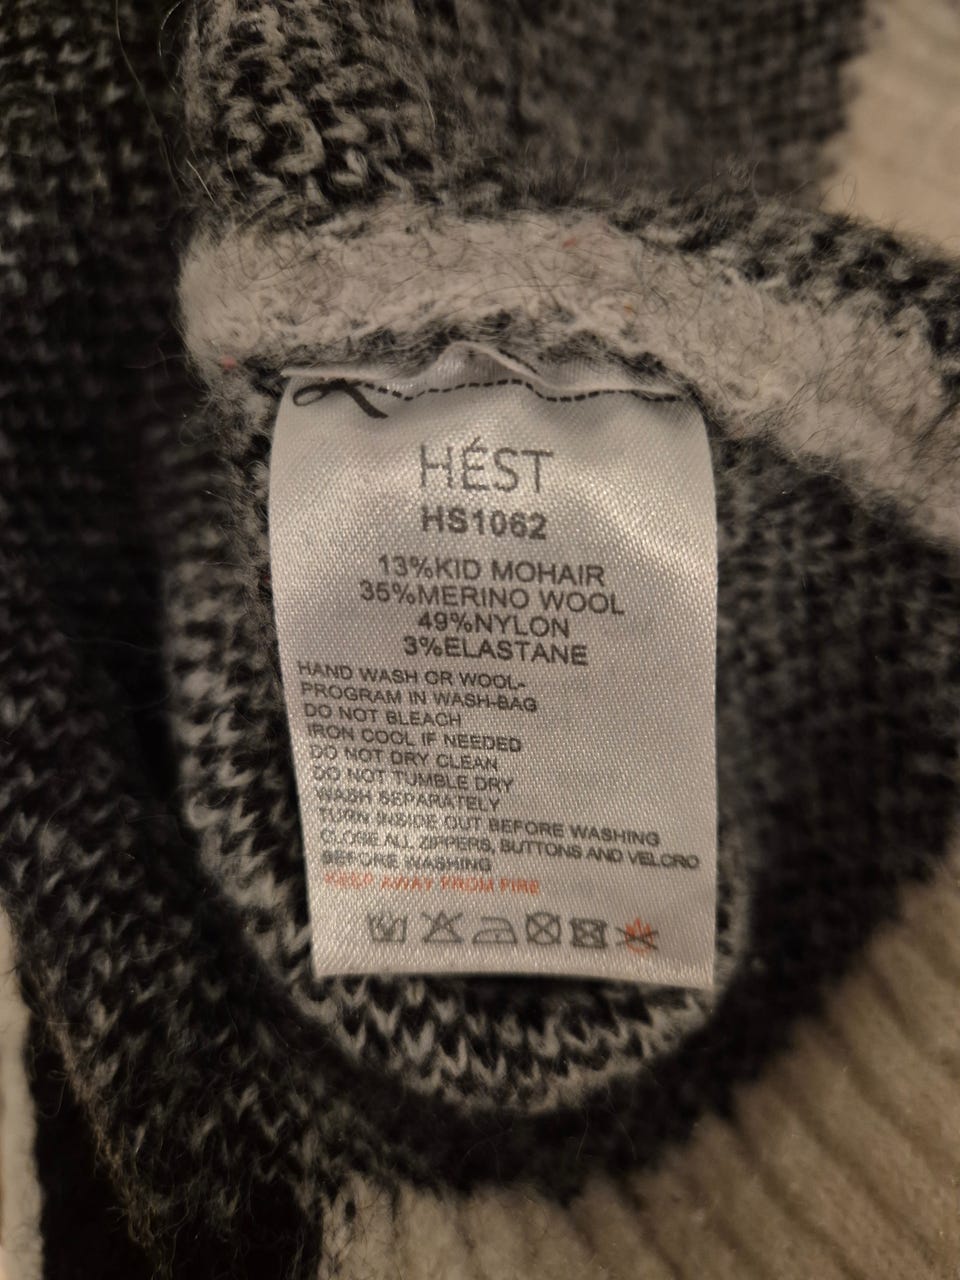 HÉST
HS1062
13%KID MOHAIR
35%MERINO WOOL
49%NYLON
3%ELASTANE
HAND WASH OR WOOL-
PROGRAM IN WASH-BAG
DO NOT BLEACH
IRON COOL IF NEEDED
DO NOT DRY CLEAN
DO NOT TUMBLE DRY
WASH SEPARATELY
TURN INSIDE OUT BEFORE WASHING
CLOSE ALL ZIPPERS, BUTTONS AND VELCRO
BEFORE WASHING
KEEP AWAY FROM FIRE